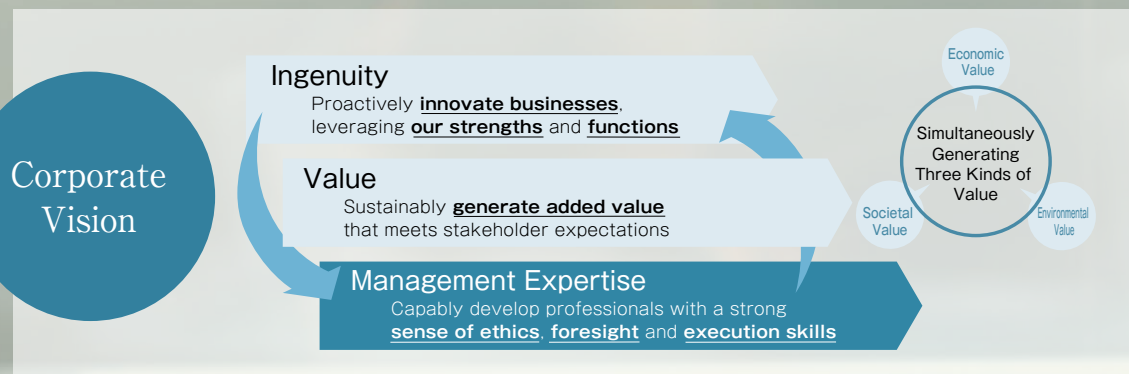 Corporate
Vision
Ingenuity
Proactively innovate businesses,
leveraging our strengths and functions
Value
Sustainably generate added value
that meets stakeholder expectations
Management Expertise
Capably develop professionals with a strong
sense of ethics, foresight and execution skills
Economic
Value
Simultaneously
Generating
Three Kinds of
Value
Societal
Value
Environmental
Value